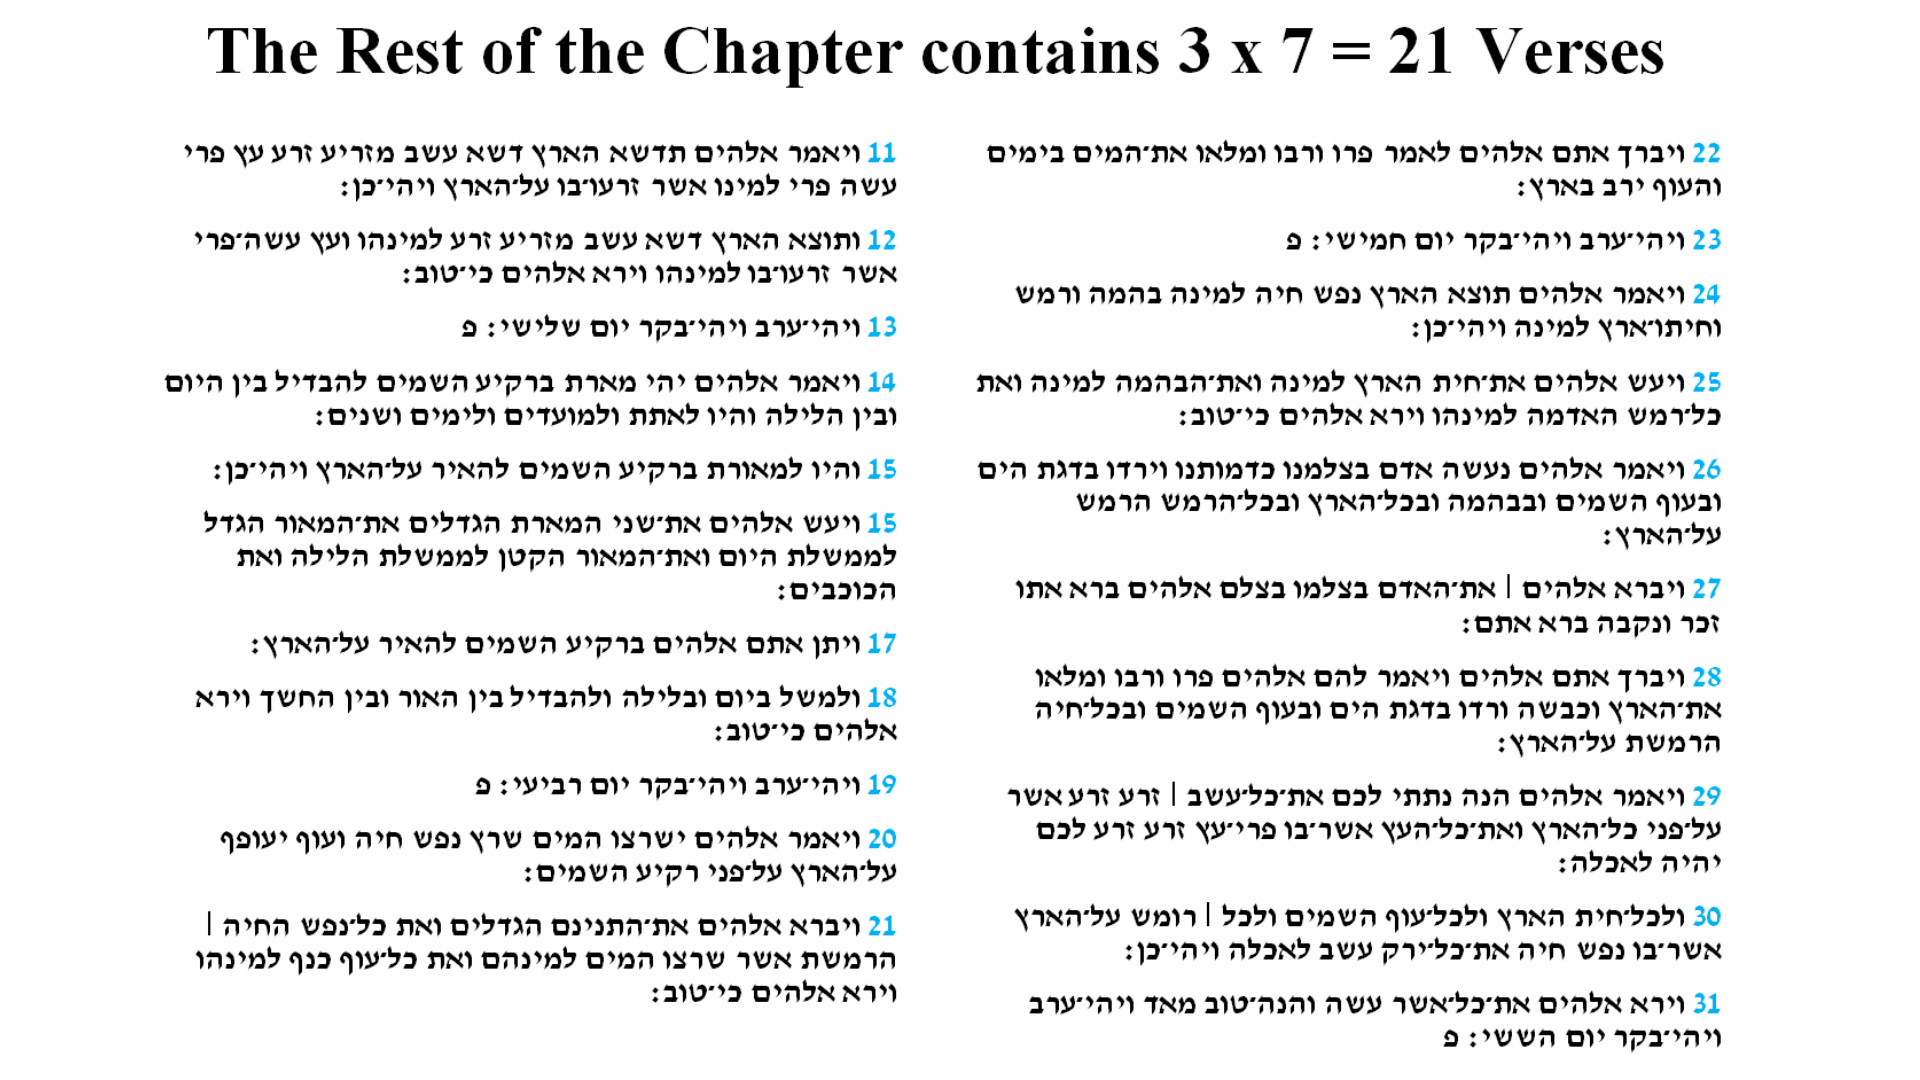 The Rest of the Chapter contains 3 x 7 = 21 Verses
11 ויאמר אלהים תדשא הארץ דשא עשב מזריע זרע עץ פרי
עשה פרי למינו אשר זרעו־בו על־הארץ ויהי־כן:
12 ותוצא הארץ דשא עשב מזריע זרע למינהו ועץ עשה־פרי
אשר זרעו־בו למינהו וירא אלהים כי־טוב:
13 ויהי־ערב ויהי־בקר יום שלישי: פ
14 ויאמר אלהים יהי מארת ברקיע השמים להבדיל בין היום
ובין הלילה והיו לאתת ולמועדים ולימים ושנים:
15 והיו למאורת ברקיע השמים להאיר על־הארץ ויהי־כן:
15 ויעש אלהים את־שני המארת הגדלים את־המאור הגדל
לממשלת היום ואת־המאור הקטן לממשלת הלילה ואת
הכוכבים:
17 ויתן אתם אלהים ברקיע השמים להאיר על־הארץ:
18 ולמשל ביום ובלילה ולהבדיל בין האור ובין החשך וירא
אלהים כי־טוב:
19 ויהי־ערב ויהי־בקר יום רביעי: פ
20 ויאמר אלהים ישרצו המים שרץ נפש חיה ועוף יעופף
על־הארץ על־פני רקיע השמים:
21 ויברא אלהים את־התנינם הגדלים ואת כל־נפש החיה |
הרמשת אשר שרצו המים למינהם ואת כל־עוף כנף למינהו
וירא אלהים כי־טוב:
22 ויברך אתם אלהים לאמר פרו ורבו ומלאו את־המים בימים
והעוף ירב בארץ:
23 ויהי־ערב ויהי־בקר יום חמישי: פ
24 ויאמר אלהים תוצא הארץ נפש חיה למינה בהמה ורמש
וחיתו־ארץ למינה ויהי־כן:
25 ויעש אלהים את־חית הארץ למינה ואת־הבהמה למינה ואת
כל־רמש האדמה למינהו וירא אלהים כי־טוב:
26 ויאמר אלהים נעשה אדם בצלמנו כדמותנו וירדו בדגת הים
ובעוף השמים ובבהמה ובכל־הארץ ובכל־הרמש הרמש
על־הארץ:
27 ויברא אלהים | את־האדם בצלמו בצלם אלהים ברא אתו
זכר ונקבה ברא אתם:
28 ויברך אתם אלהים ויאמר להם אלהים פרו ורבו ומלאו
את־הארץ וכבשה ורדו בדגת הים ובעוף השמים ובכל־חיה
הרמשת על־הארץ:
29 ויאמר אלהים הנה נתתי לכם את־כל־עשב | זרע זרע אשר
על־פני כל־הארץ ואת־כל־העץ אשר־בו פרי־עץ זרע זרע לכם
יהיה לאכלה:
30 ולכל־חית הארץ ולכל־עוף השמים ולכל | רומש על־הארץ
אשר־בו נפש חיה את־כל־ירק עשב לאכלה ויהי־כן:
31 וירא אלהים את־כל־אשר עשה והנה־טוב מאד ויהי־ערב
ויהי־בקר יום הששי: פ